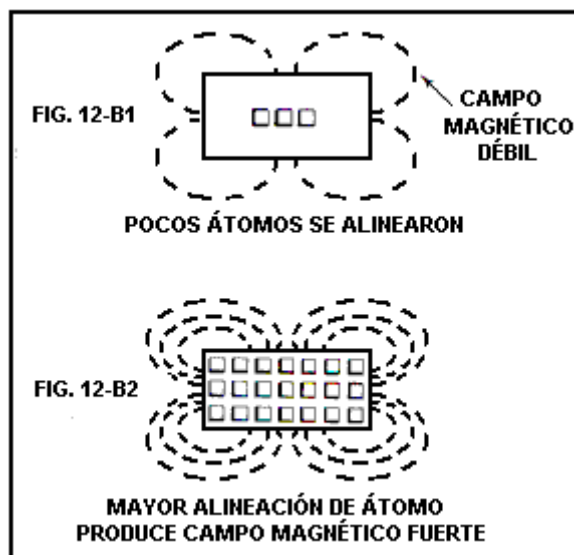 FIG. 12-B1
CAMPO
MAGNÉTICO
DÉBIL
POCOS ÁTOMOS SE ALINEARON
FIG. 12-B2
MAYOR ALINEACIÓN DE ÁTOMO
PRODUCE CAMPO MAGNÉTICO FUERTE